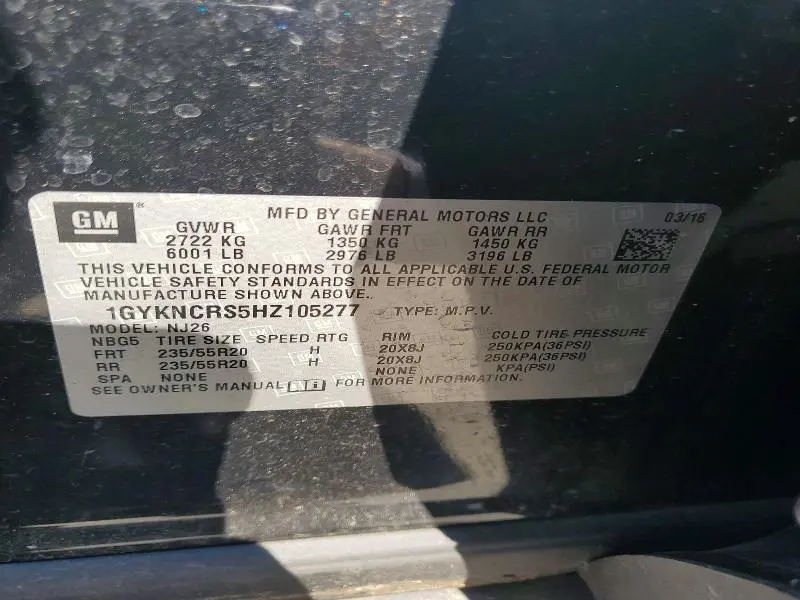 GM ® MFD BY GENERAL MOTORS LLC 03/16
GVWR GAWR FRT GAWR RR
2722 KG 1350 KG 1450 KG
6001 LB 2976 LB 3196 LB
THIS VEHICLE CONFORMS TO ALL APPLICABLE U.S. FEDERAL MOTOR
VEHICLE SAFETY STANDARDS IN EFFECT ON THE DATE OF
MANUFACTURE SHOWN ABOVE.
1GYKNCRS5HZ105277 TYPE: M.P.V.
MODEL: NJ26
NBG5 TIRE SIZE SPEED RTG RIM COLD TIRE PRESSURE
FRT 235/55R20 H 20X8J 250KPA(36PSI)
RR 235/55R20 H 20X8J 250KPA(36PSI)
SPA NONE NONE KPA(PSI)
SEE OWNER'S MANUAL FOR MORE INFORMATION.